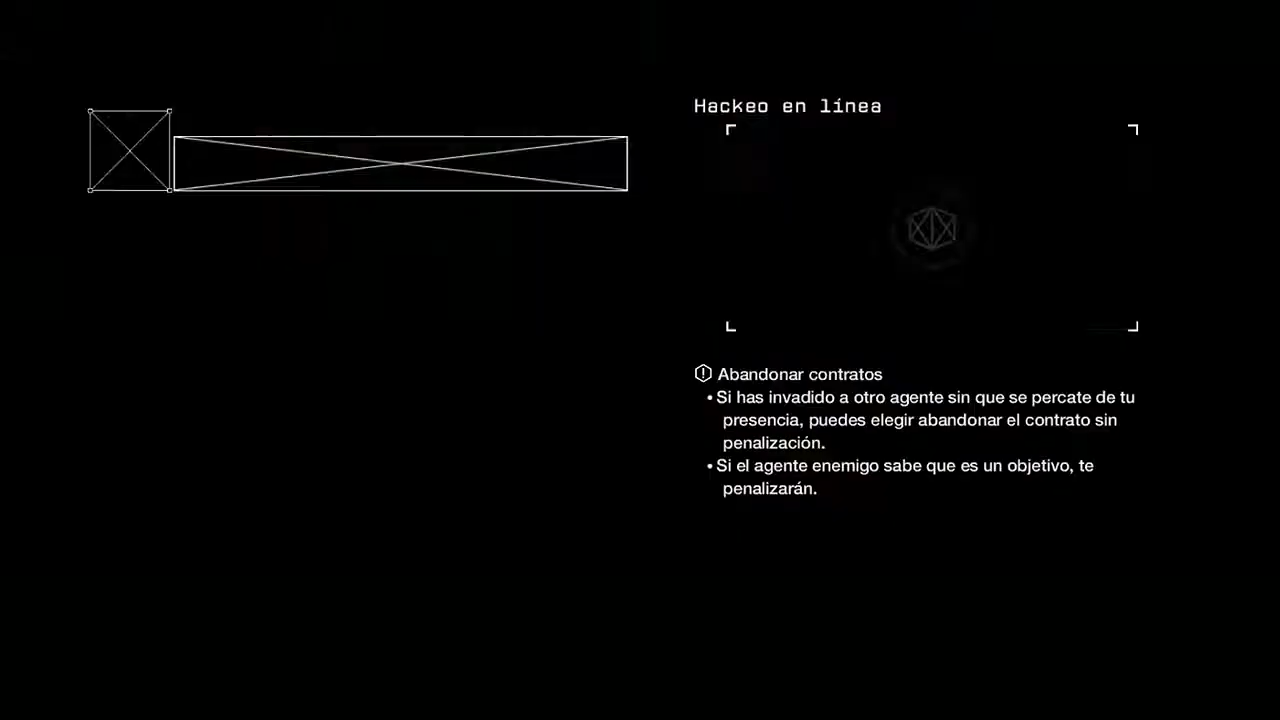 Hackeo en línea
Abandonar contratos
• Si has invadido a otro agente sin que se percate de tu
presencia, puedes elegir abandonar el contrato sin
penalización.
• Si el agente enemigo sabe que es un objetivo, te
penalizarán.